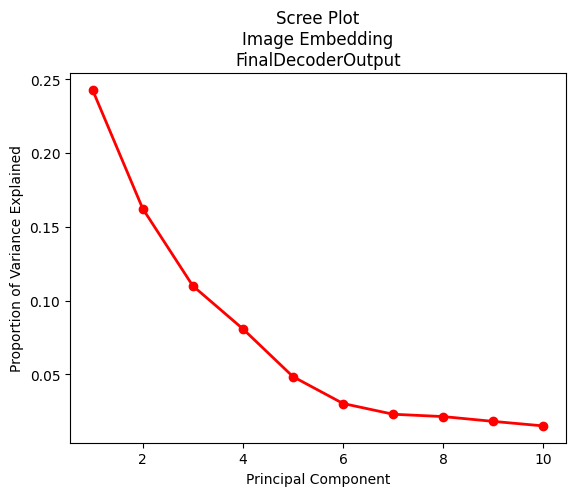 Scree Plot
Image Embedding
FinalDecoderOutput
0.25
0.20
0.15
0.10
0.05
Proportion of Variance Explained
2 4 6 8 10
Principal Component